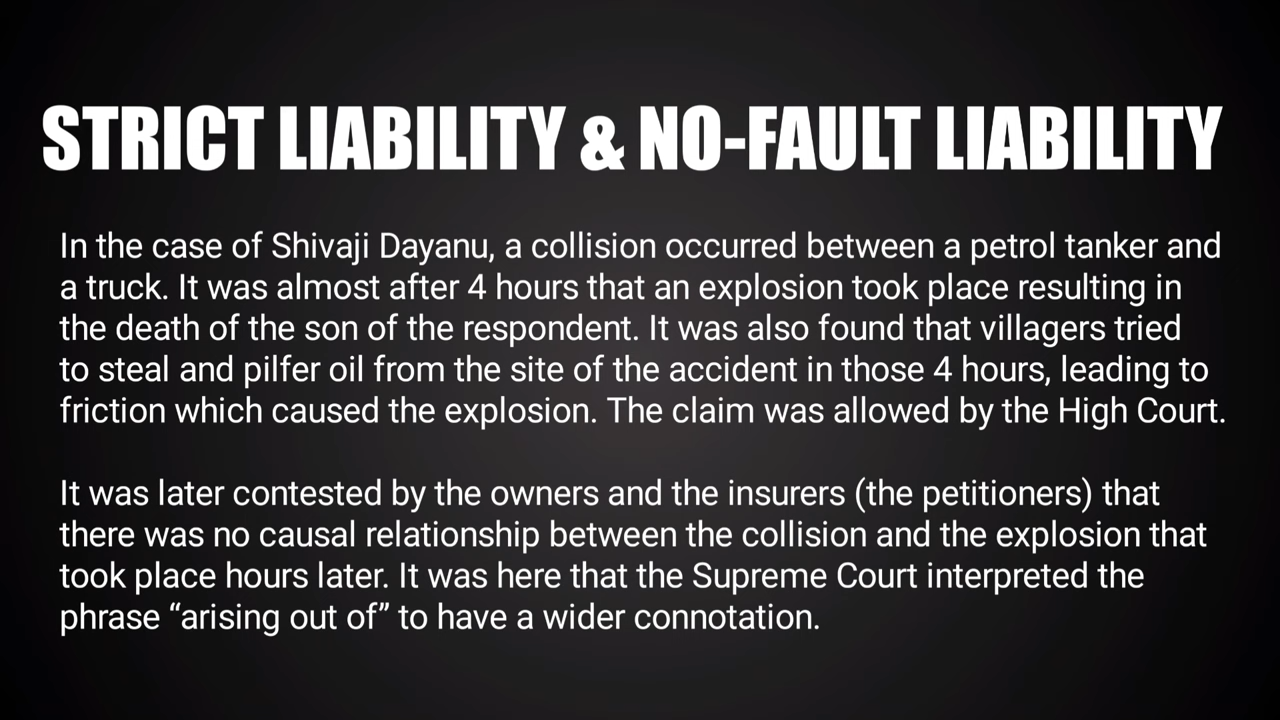 STRICT LIABILITY & NO-FAULT LIABILITY
In the case of Shivaji Dayanu, a collision occurred between a petrol tanker and
a truck. It was almost after 4 hours that an explosion took place resulting in
the death of the son of the respondent. It was also found that villagers tried
to steal and pilfer oil from the site of the accident in those 4 hours, leading to
friction which caused the explosion. The claim was allowed by the High Court.
It was later contested by the owners and the insurers (the petitioners) that
there was no causal relationship between the collision and the explosion that
took place hours later. It was here that the Supreme Court interpreted the
phrase “arising out of” to have a wider connotation.